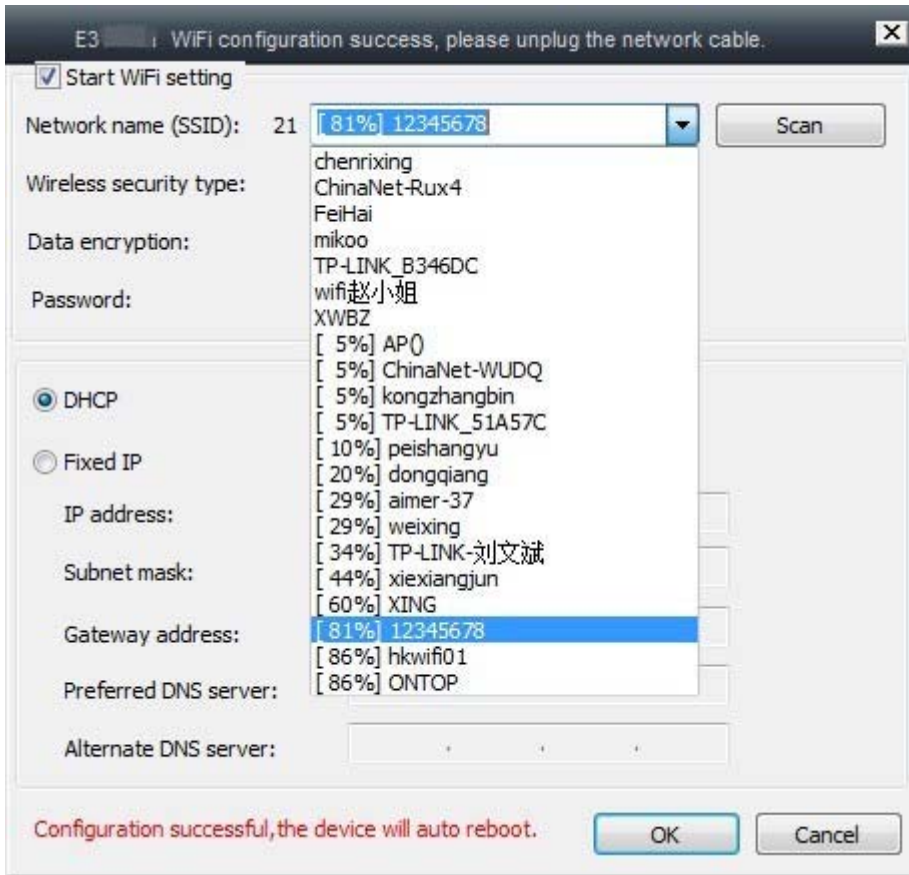 E3 WiFi configuration success, please unplug the network cable.
Start WiFi setting
Network name (SSID): 21 [ 81%] 12345678 Scan
chenrixing
Wireless security type:
ChinaNet-Rux4
FeiHai
Data encryption:
mikoo
TP-LINK_B346DC
Password:
wifi赵小姐
XWBZ
[ 5%] AP()
[ 5%] ChinaNet-WUDQ
DHCP
[ 5%] kongzhangbin
[ 5%] TP-LINK_51A57C
[ 10%] peishangyu
Fixed IP
[ 20%] dongqiang
[ 29%] aimer-37
IP address:
[ 29%] weixing
[ 34%] TP-LINK-刘文斌
Subnet mask:
[ 44%] xiexiangjun
[ 60%] XING
Gateway address:
[ 81%] 12345678
[ 86%] hkwifi01
Preferred DNS server:
[ 86%] ONTOP
Alternate DNS server: . . .
Configuration successful,the device will auto reboot. OK Cancel